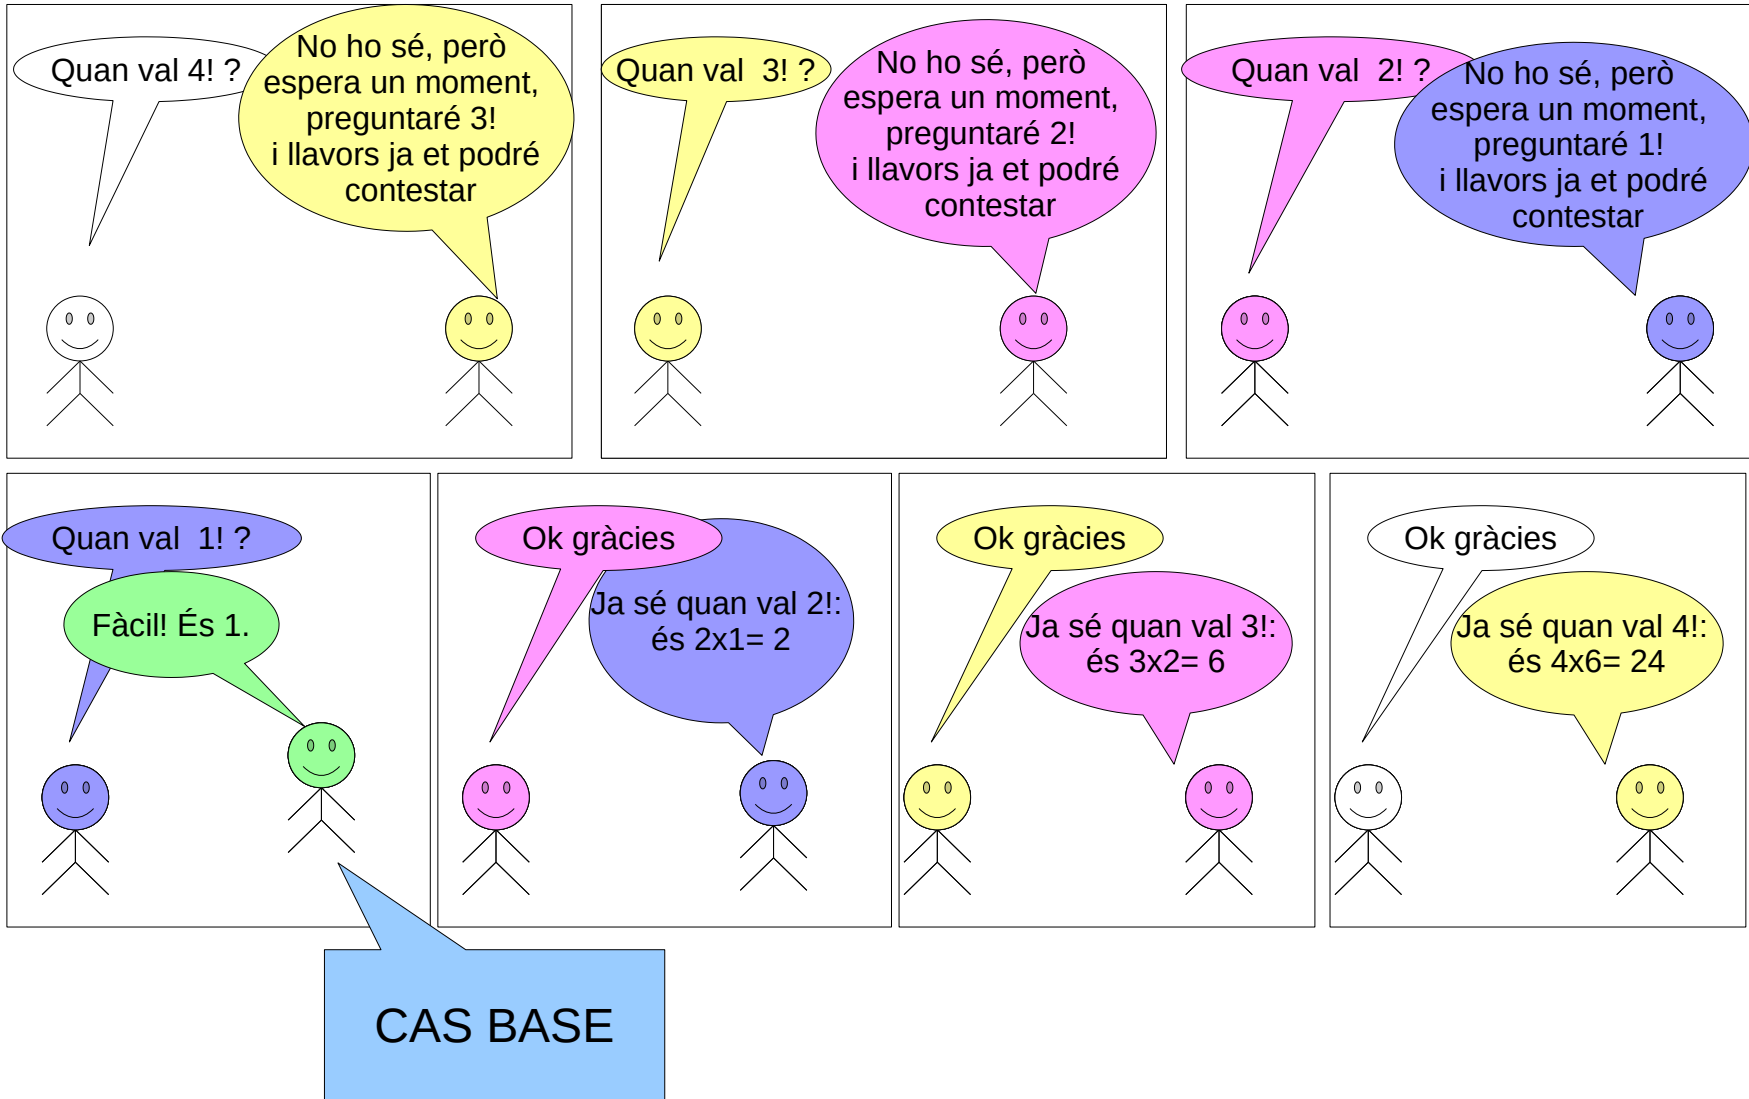 Quan val 4! ?
No ho sé, però
espera un moment,
preguntaré 3!
i llavors ja et podré
contestar
Quan val  3! ?
No ho sé, però
espera un moment,
preguntaré 2!
i llavors ja et podré
contestar
Quan val  2! ?
No ho sé, però
espera un moment,
preguntaré 1!
i llavors ja et podré
contestar
Quan val  1! ?
Fàcil! És 1.
Ok gràcies
Ja sé quan val 2!:
és 2x1= 2
Ok gràcies
Ja sé quan val 3!:
és 3x2= 6
Ok gràcies
Ja sé quan val 4!:
és 4x6= 24
CAS BASE